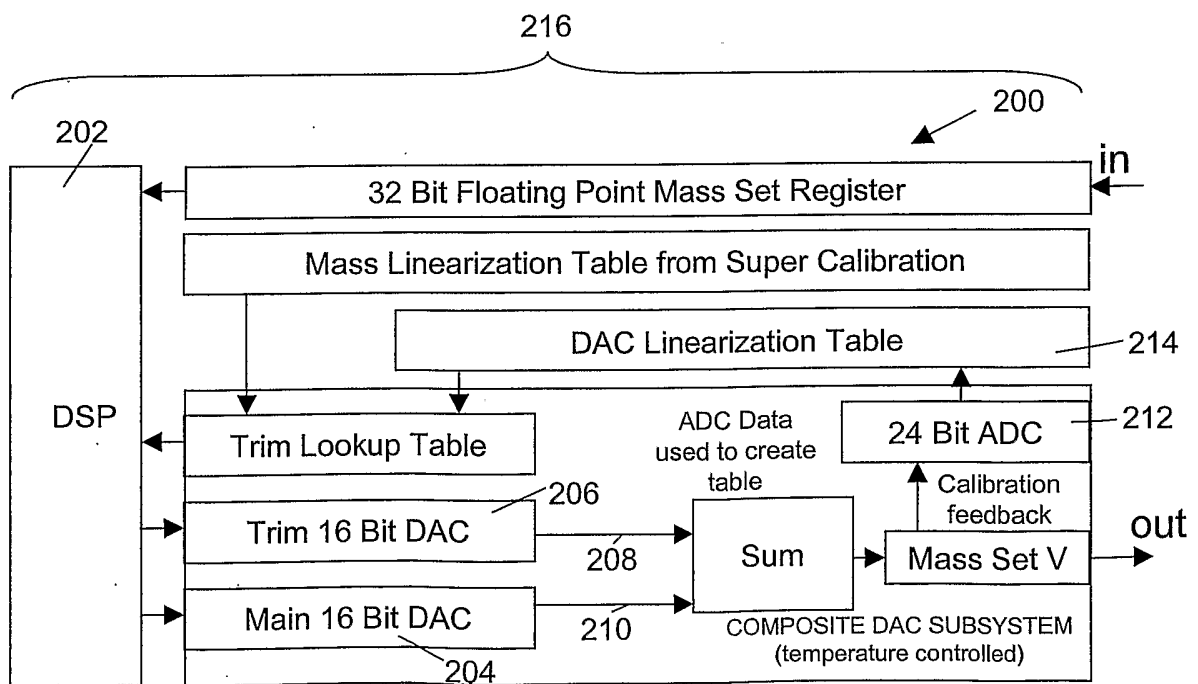 216
200
202
in
32 Bit Floating Point Mass Set Register
Mass Linearization Table from Super Calibration
DAC Linearization Table
214
DSP
Trim Lookup Table
ADC Data
used to create
table
24 Bit ADC
212
206
Calibration
feedback
Trim 16 Bit DAC
208
Sum
Mass Set V
out
Main 16 Bit DAC
210
204
COMPOSITE DAC SUBSYSTEM
(temperature controlled)